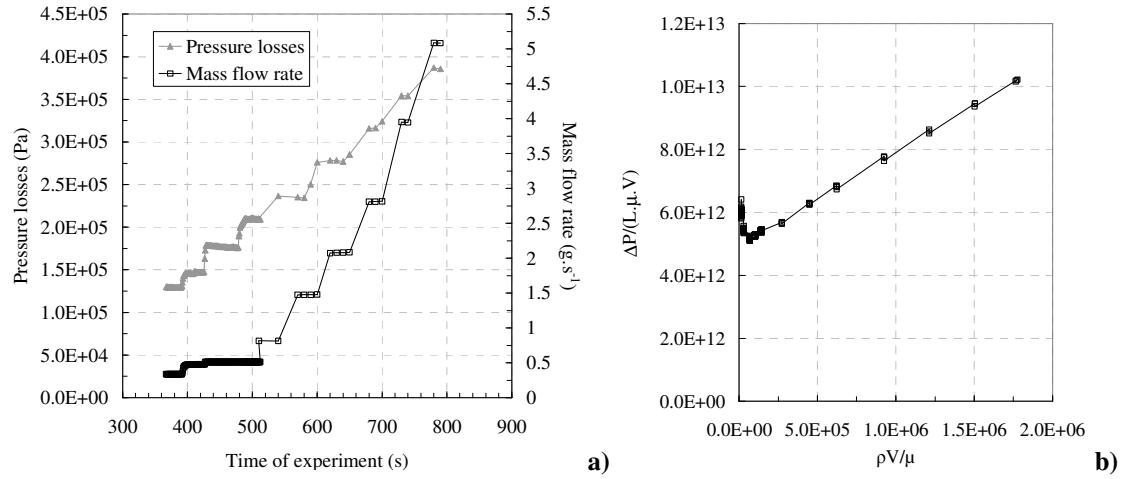 4.5E+05
4.0E+05
3.5E+05
3.0E+05
2.5E+05
2.0E+05
1.5E+05
1.0E+05
5.0E+04
0.0E+00
Pressure losses (Pa)
Pressure losses
Mass flow rate
5.5
5
4.5
4
3.5
3
2.5
2
1.5
1
0.5
0
Mass flow rate (g.s-1)
300 400 500 600 700 800 900
Time of experiment (s)
a)
1.2E+13
1.0E+13
8.0E+12
6.0E+12
4.0E+12
2.0E+12
0.0E+00
ΔP/(L.μ.V)
0.0E+00 5.0E+05 1.0E+06 1.5E+06 2.0E+06
ρV/μ
b)